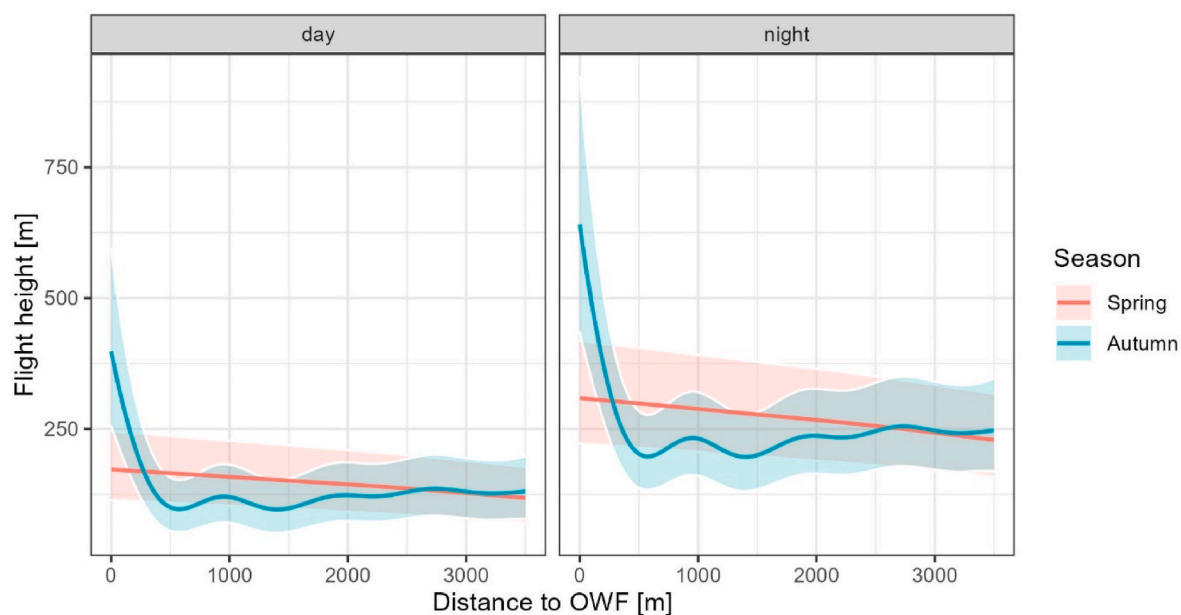 day
night
750
500
250
0
1000
2000
3000
0
1000
2000
3000
Flight height [m]
Distance to OWF [m]
Season
Spring
Autumn